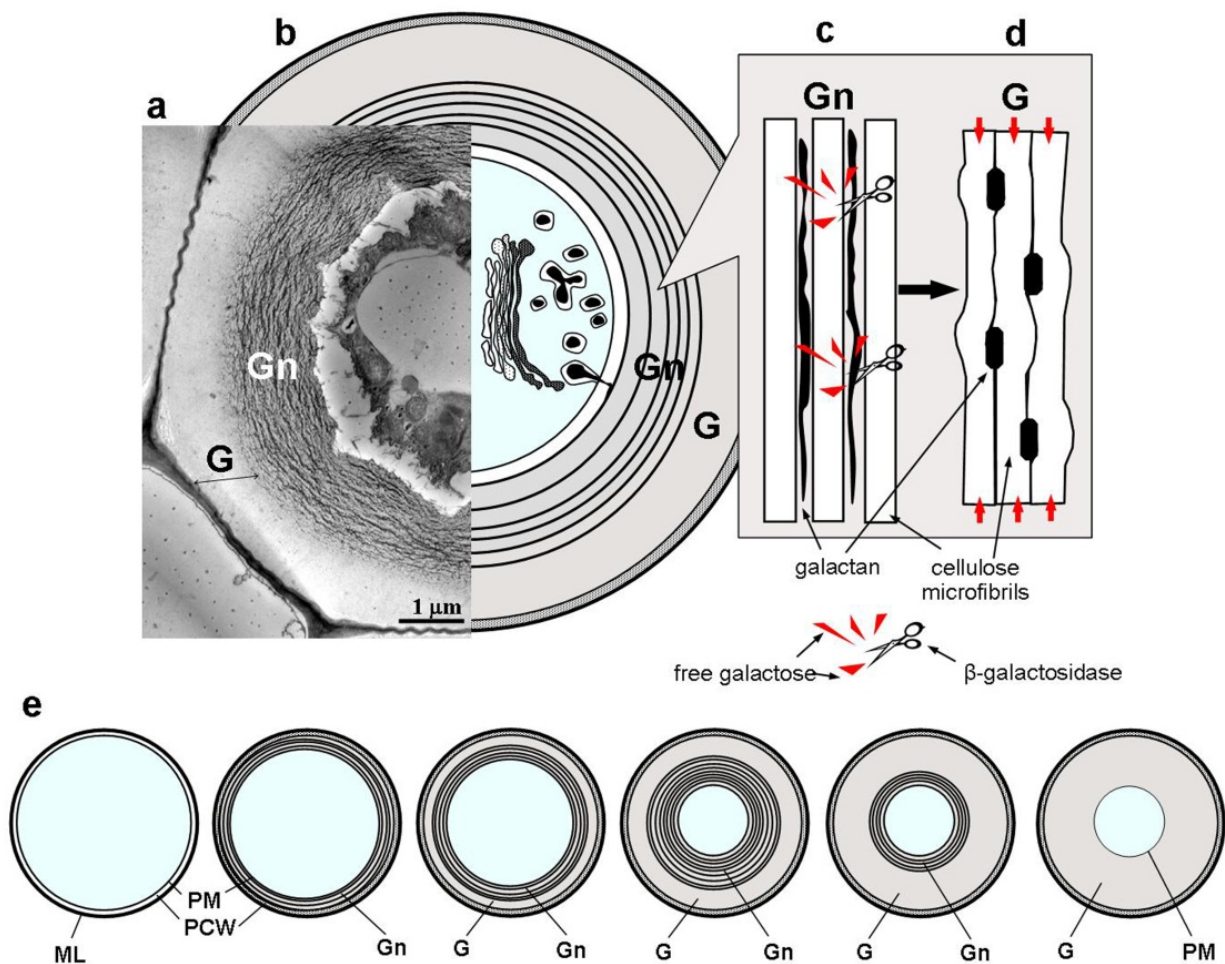 b
c
d
a
Gn
G
Gn
Gn
G
G
1 μm
galactan
cellulose
microfibrils
free galactose
β-galactosidase
e
PM
PCW
ML
Gn
G
Gn
G
Gn
G
Gn
G
PM